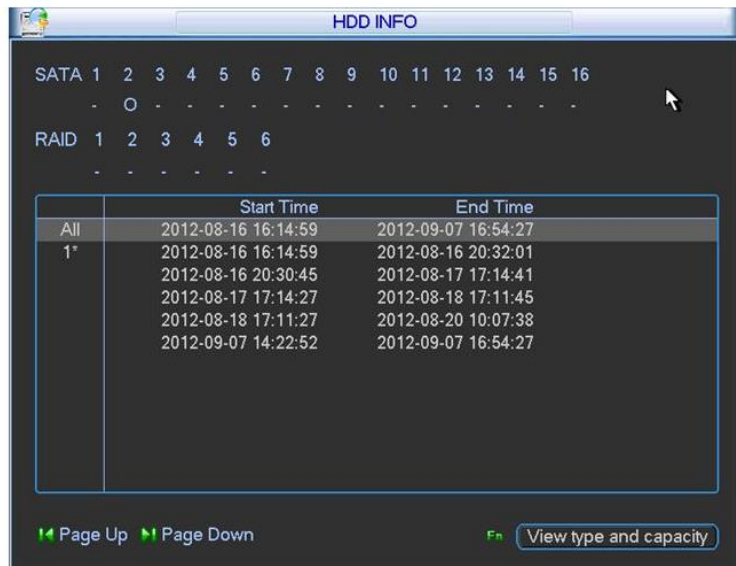 HDD INFO
SATA 1 2 3 4 5 6 7 8 9 10 11 12 13 14 15 16
- O - - - - - - - - - - - - - -
RAID 1 2 3 4 5 6
- - - - - -
Start Time End Time
All 2012-08-16 16:14:59 2012-09-07 16:54:27
1* 2012-08-16 16:14:59 2012-08-16 20:32:01
2012-08-16 20:30:45 2012-08-17 17:14:41
2012-08-17 17:14:27 2012-08-18 17:11:45
2012-08-18 17:11:27 2012-08-20 10:07:38
2012-09-07 14:22:52 2012-09-07 16:54:27
Page Up Page Down Fn View type and capacity